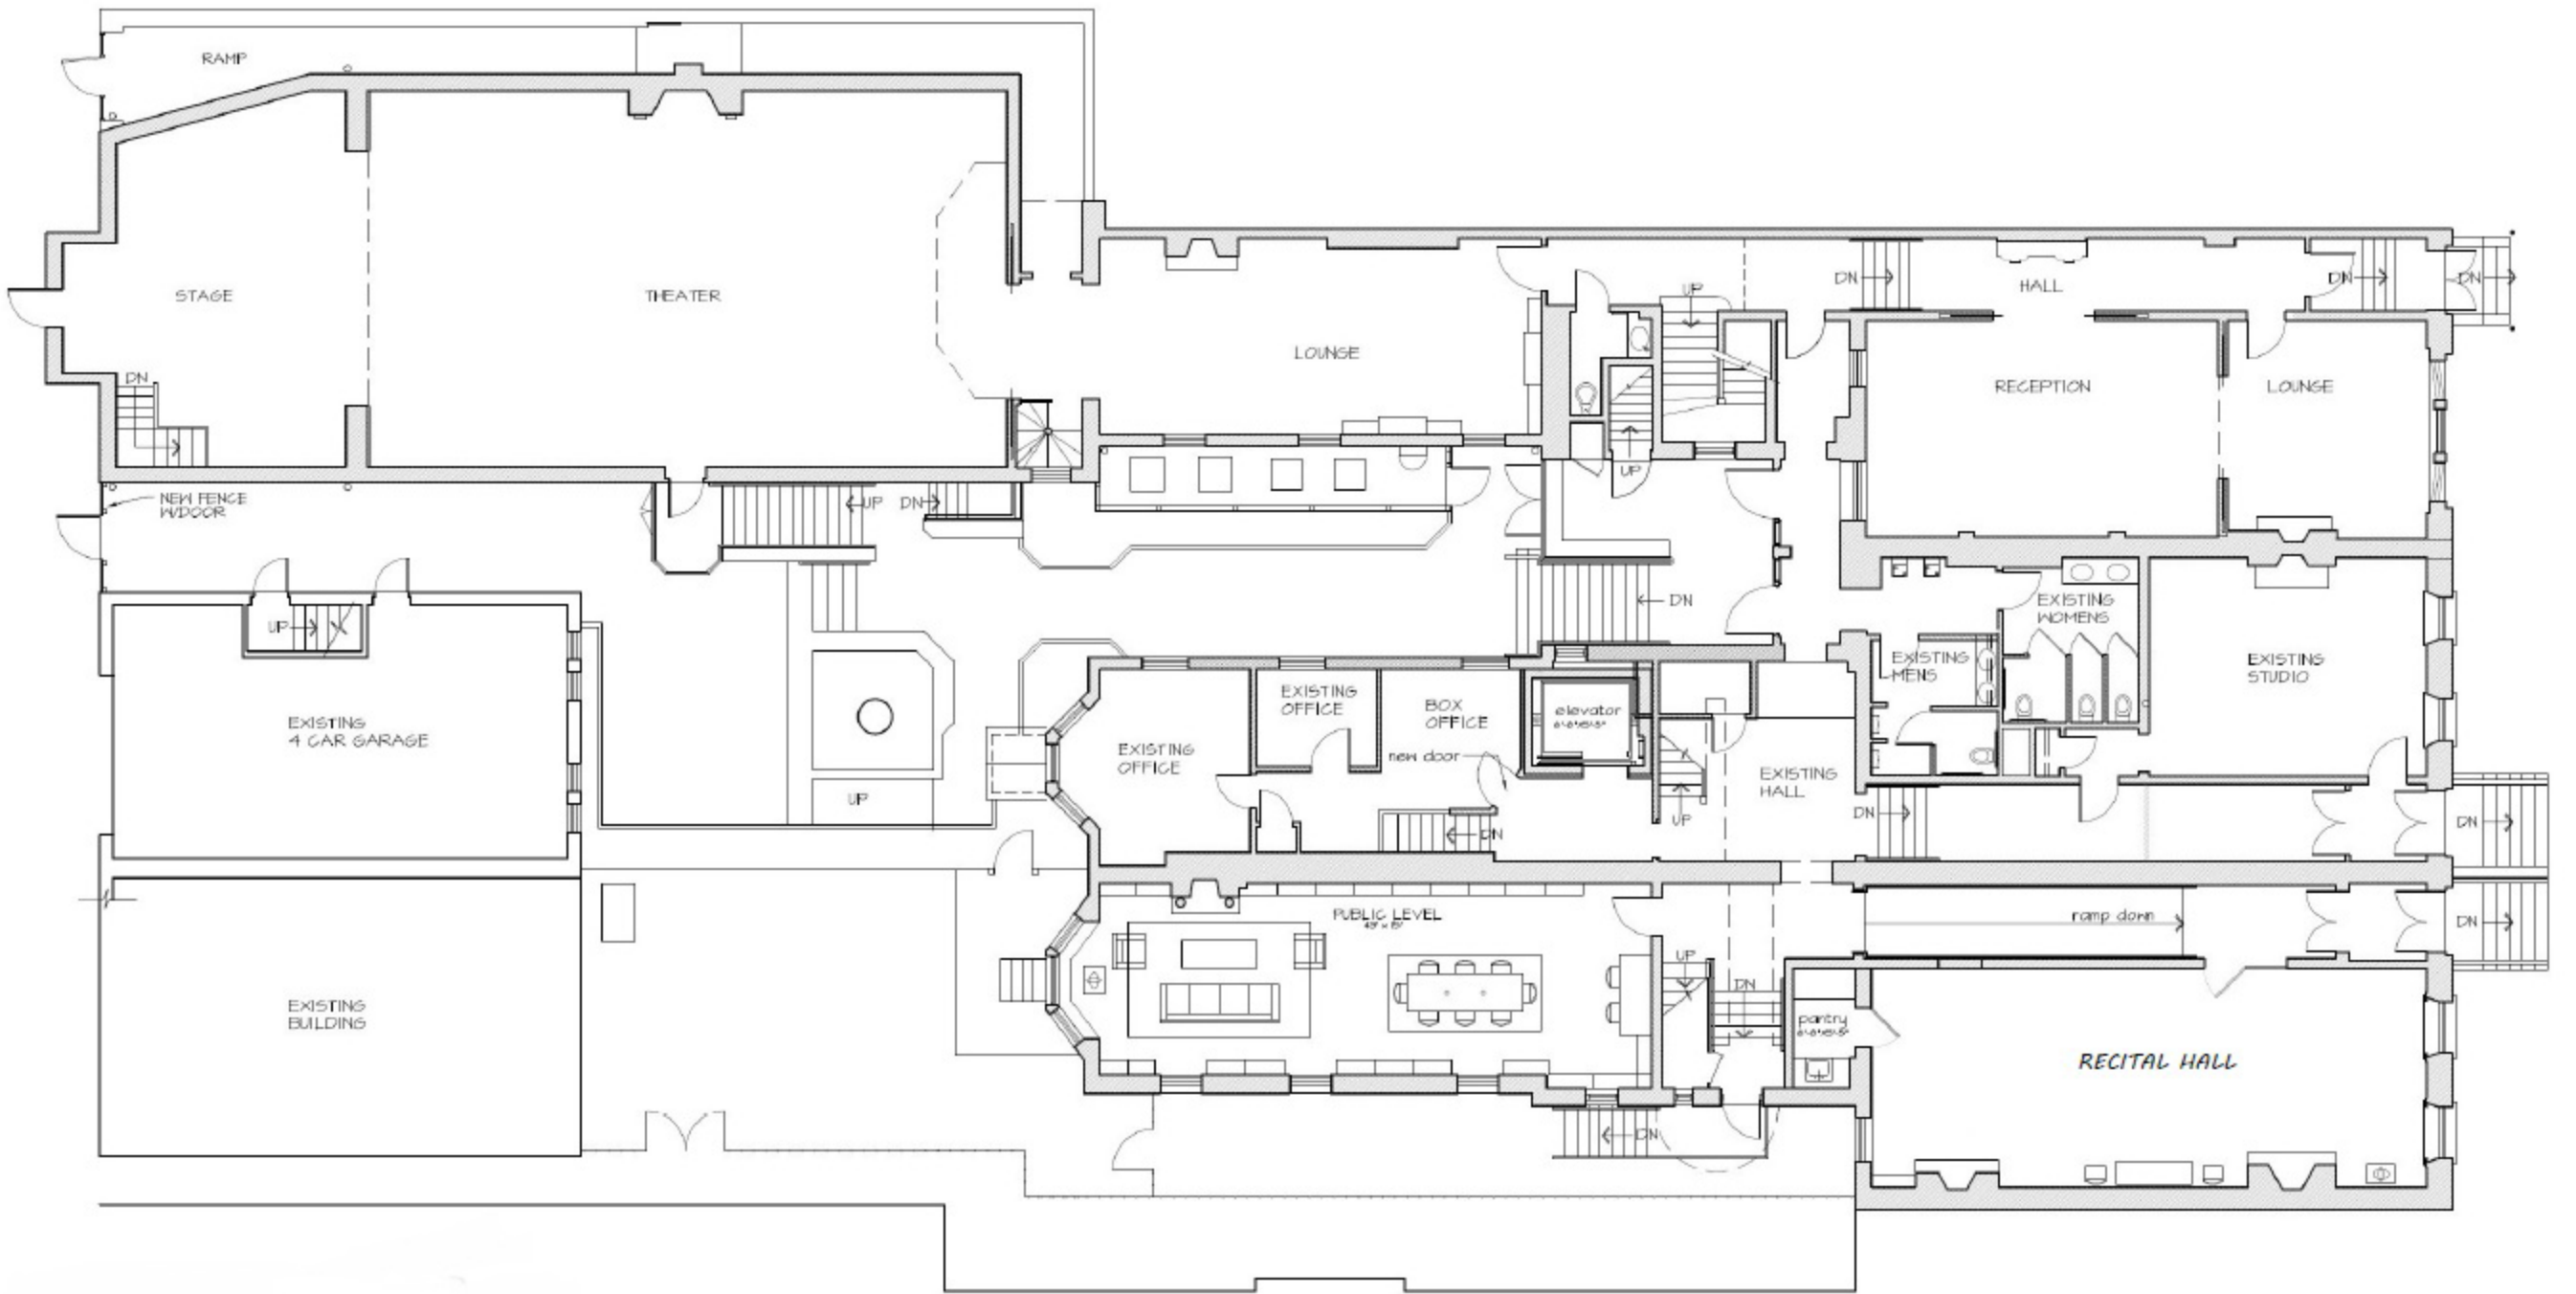 RAMP
STAGE
THEATER
DN
LOUNGE
UP
DN
HALL
DN
DN
RECEPTION
LOUNGE
UP
NEW FENCE
W/DOOR
UP
DN
DN
UP
EXISTING
4 CAR GARAGE
UP
EXISTING
OFFICE
EXISTING
OFFICE
BOX
OFFICE
new door
elevator
DN
UP
EXISTING
HALL
EXISTING
MENS
EXISTING
WOMENS
EXISTING
STUDIO
DN
DN
EXISTING
BUILDING
PUBLIC LEVEL
UP
DN
ramp down
DN
pantry
RECITAL HALL
DN